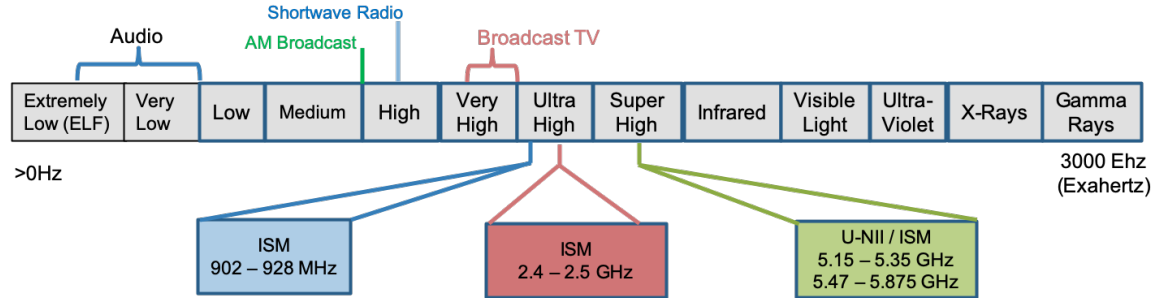 Shortwave Radio
Audio
AM Broadcast
Broadcast TV
Extremely
Low (ELF)
Very
Low
Low
Medium
High
Very
High
Ultra
High
Super
High
Infrared
Visible
Light
Ultra-
Violet
X-Rays
Gamma
Rays
>0Hz
3000 Ehz
(Exahertz)
ISM
902 – 928 MHz
ISM
2.4 – 2.5 GHz
U-NII / ISM
5.15 – 5.35 GHz
5.47 – 5.875 GHz